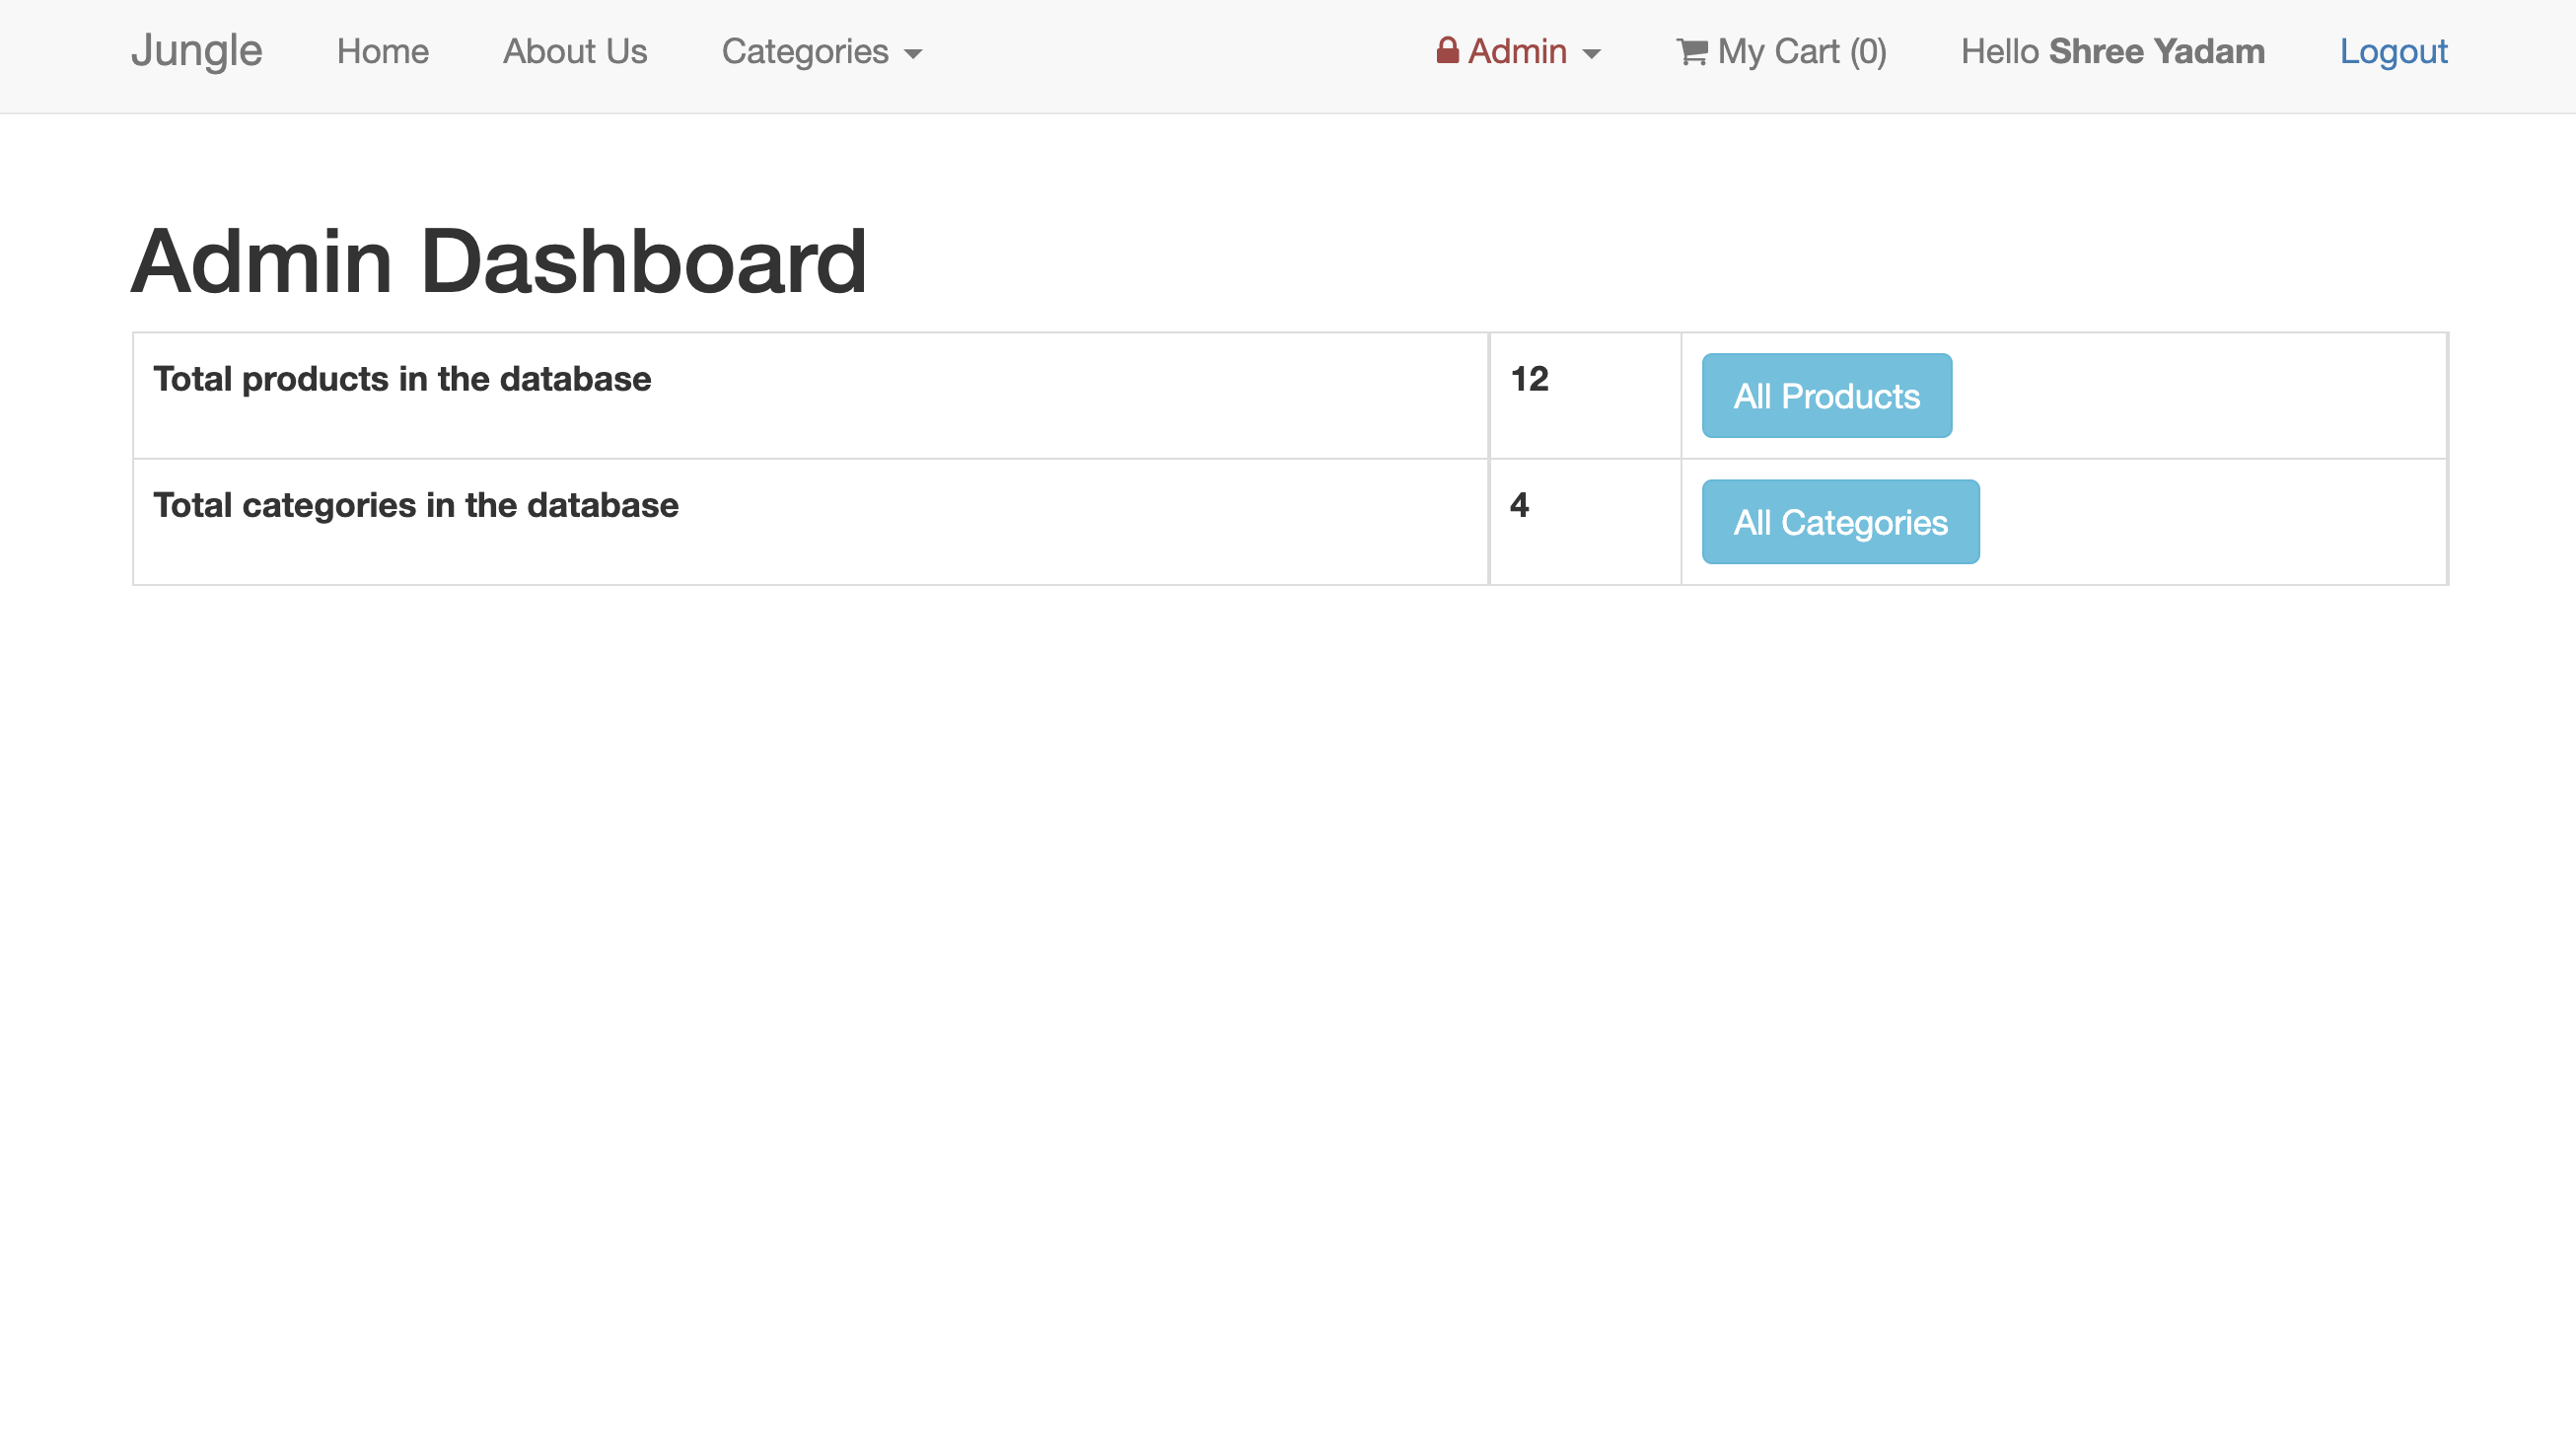 Jungle Home About Us Categories Admin My Cart (0) Hello Shree Yadam Logout
Admin Dashboard
Total products in the database 12 All Products
Total categories in the database 4 All Categories